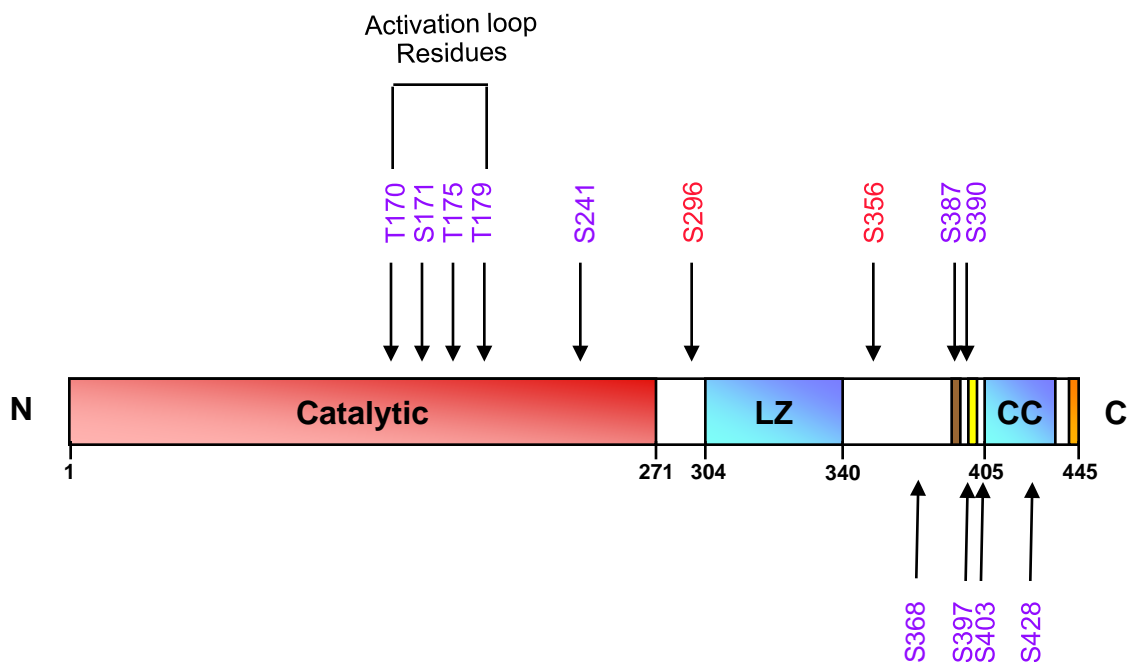 Activation loop
Residues
T170
S171
T175
T179
S241
S296
S356
S387
S390
N
Catalytic
LZ
CC
C
1
271
304
340
405
445
S368
S397
S403
S428